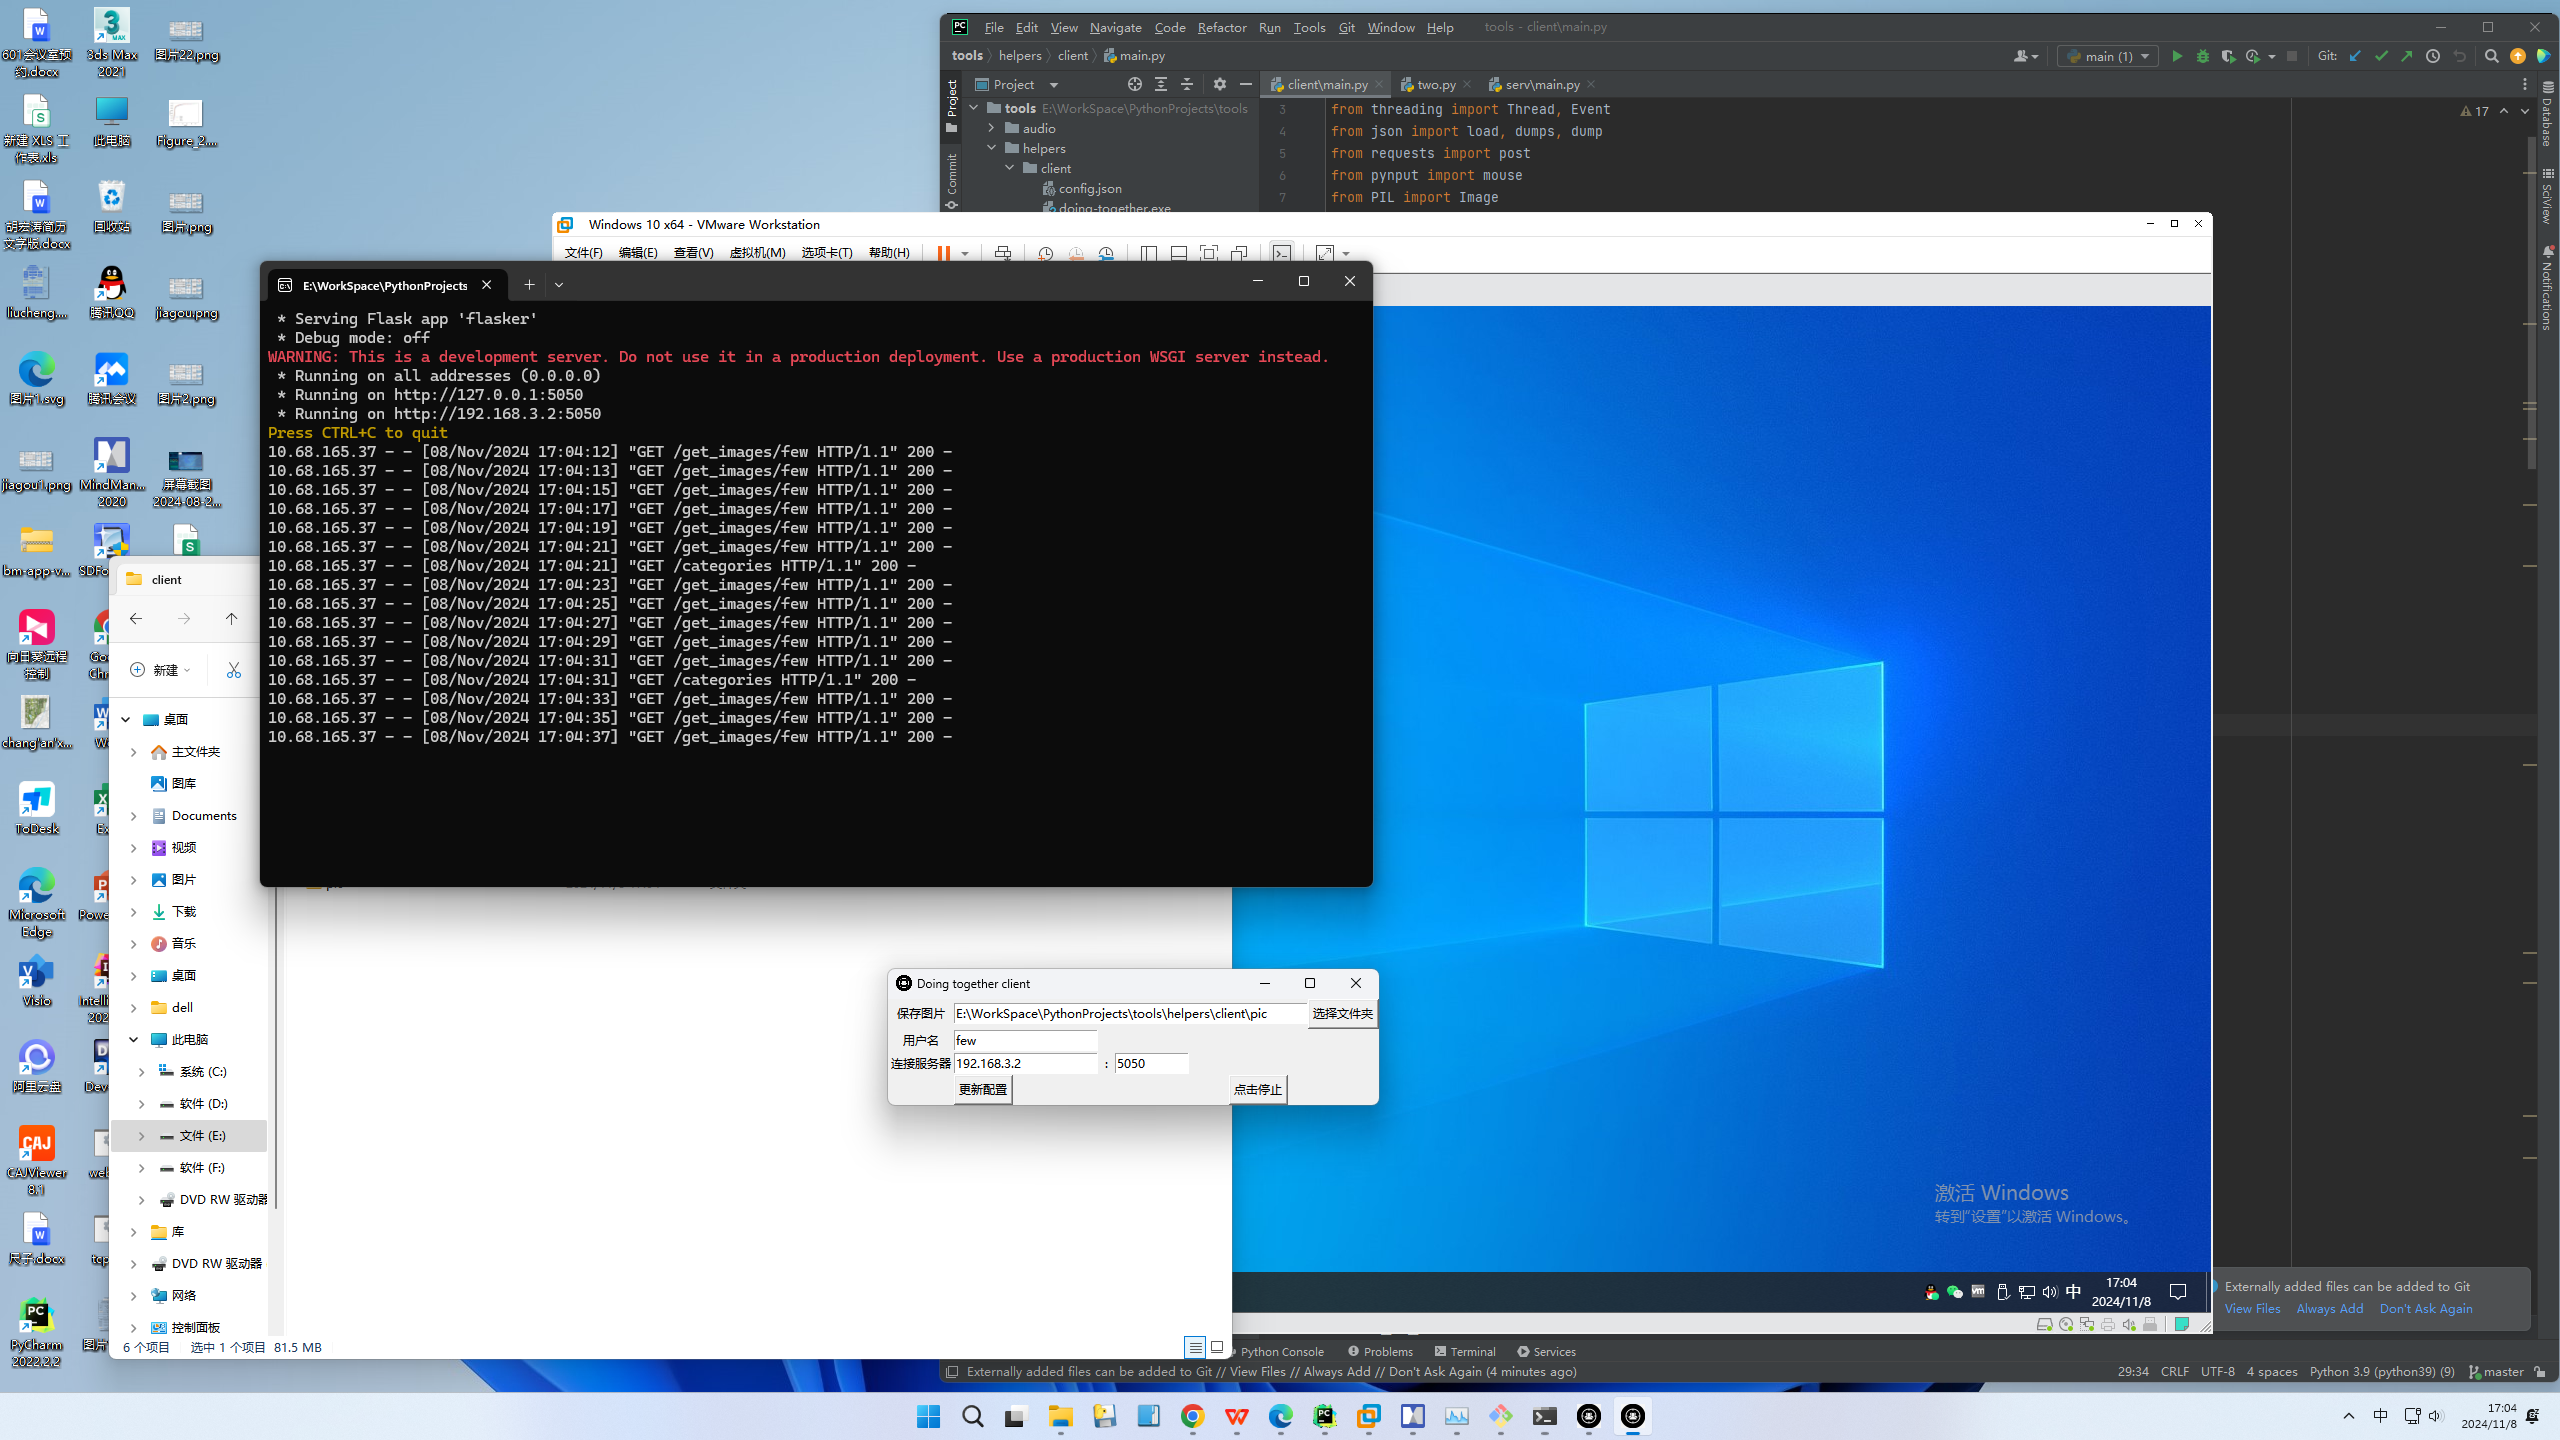 601会议室预
约.docx
3ds Max
2021
图片22.png
新建 XLS 工
作表.xls
此电脑
Figure_2....
胡宏涛简历
文字版.docx
回收站
图片.png
liucheng....
腾讯QQ
jiagou.png
图片1.svg
腾讯会议
图片2.png
jiagou1.png
MindMan...
2020
屏幕截图
2024-08-2...
bm-app-v...
SDFo
向日葵远程
控制
Goo
Chr
chang'an'x...
Wo
ToDesk
Ex
Microsoft
Edge
Powe
Visio
Intelli
202
阿里云盘
Dev
CAJViewer
8.1
web
尺子.docx
tcp
PyCharm
2022.2.2
图片
File Edit View Navigate Code Refactor Run Tools Git Window Help tools - client\main.py
tools helpers client main.py
main (1)
Git:
Project
client\main.py two.py serv\main.py
tools E:\WorkSpace\PythonProjects\tools
audio
helpers
client
config.json
doing-together.exe
3 from threading import Thread, Event
4 from json import load, dumps, dump
5 from requests import post
6 from pynput import mouse
7 from PIL import Image
17
Project
Commit
Database
SciView
Notifications
Windows 10 x64 - VMware Workstation
文件(F) 编辑(E) 查看(V) 虚拟机(M) 选项卡(T) 帮助(H)
E:\WorkSpace\PythonProjects
* Serving Flask app 'flasker'
* Debug mode: off
WARNING: This is a development server. Do not use it in a production deployment. Use a production WSGI server instead.
* Running on all addresses (0.0.0.0)
* Running on http://127.0.0.1:5050
* Running on http://192.168.3.2:5050
Press CTRL+C to quit
10.68.165.37 - - [08/Nov/2024 17:04:12] "GET /get_images/few HTTP/1.1" 200 -
10.68.165.37 - - [08/Nov/2024 17:04:13] "GET /get_images/few HTTP/1.1" 200 -
10.68.165.37 - - [08/Nov/2024 17:04:15] "GET /get_images/few HTTP/1.1" 200 -
10.68.165.37 - - [08/Nov/2024 17:04:17] "GET /get_images/few HTTP/1.1" 200 -
10.68.165.37 - - [08/Nov/2024 17:04:19] "GET /get_images/few HTTP/1.1" 200 -
10.68.165.37 - - [08/Nov/2024 17:04:21] "GET /get_images/few HTTP/1.1" 200 -
10.68.165.37 - - [08/Nov/2024 17:04:21] "GET /categories HTTP/1.1" 200 -
10.68.165.37 - - [08/Nov/2024 17:04:23] "GET /get_images/few HTTP/1.1" 200 -
10.68.165.37 - - [08/Nov/2024 17:04:25] "GET /get_images/few HTTP/1.1" 200 -
10.68.165.37 - - [08/Nov/2024 17:04:27] "GET /get_images/few HTTP/1.1" 200 -
10.68.165.37 - - [08/Nov/2024 17:04:29] "GET /get_images/few HTTP/1.1" 200 -
10.68.165.37 - - [08/Nov/2024 17:04:31] "GET /get_images/few HTTP/1.1" 200 -
10.68.165.37 - - [08/Nov/2024 17:04:31] "GET /categories HTTP/1.1" 200 -
10.68.165.37 - - [08/Nov/2024 17:04:33] "GET /get_images/few HTTP/1.1" 200 -
10.68.165.37 - - [08/Nov/2024 17:04:35] "GET /get_images/few HTTP/1.1" 200 -
10.68.165.37 - - [08/Nov/2024 17:04:37] "GET /get_images/few HTTP/1.1" 200 -
client
新建
桌面
主文件夹
图库
Documents
视频
图片
下载
音乐
桌面
dell
此电脑
系统 (C:)
软件 (D:)
文件 (E:)
软件 (F:)
DVD RW 驱动器
库
DVD RW 驱动器
网络
控制面板
6 个项目 选中 1 个项目 81.5 MB
Doing together client
保存图片 E:\WorkSpace\PythonProjects\tools\helpers\client\pic 选择文件夹
用户名 few
连接服务器 192.168.3.2 : 5050
更新配置 点击停止
激活 Windows
转到"设置"以激活 Windows。
中 17:04
2024/11/8
Externally added files can be added to Git
View Files Always Add Don't Ask Again
Python Console Problems Terminal Services
Externally added files can be added to Git // View Files // Always Add // Don't Ask Again (4 minutes ago)
29:34 CRLF UTF-8 4 spaces Python 3.9 (python39) (9) master
中 17:04
2024/11/8